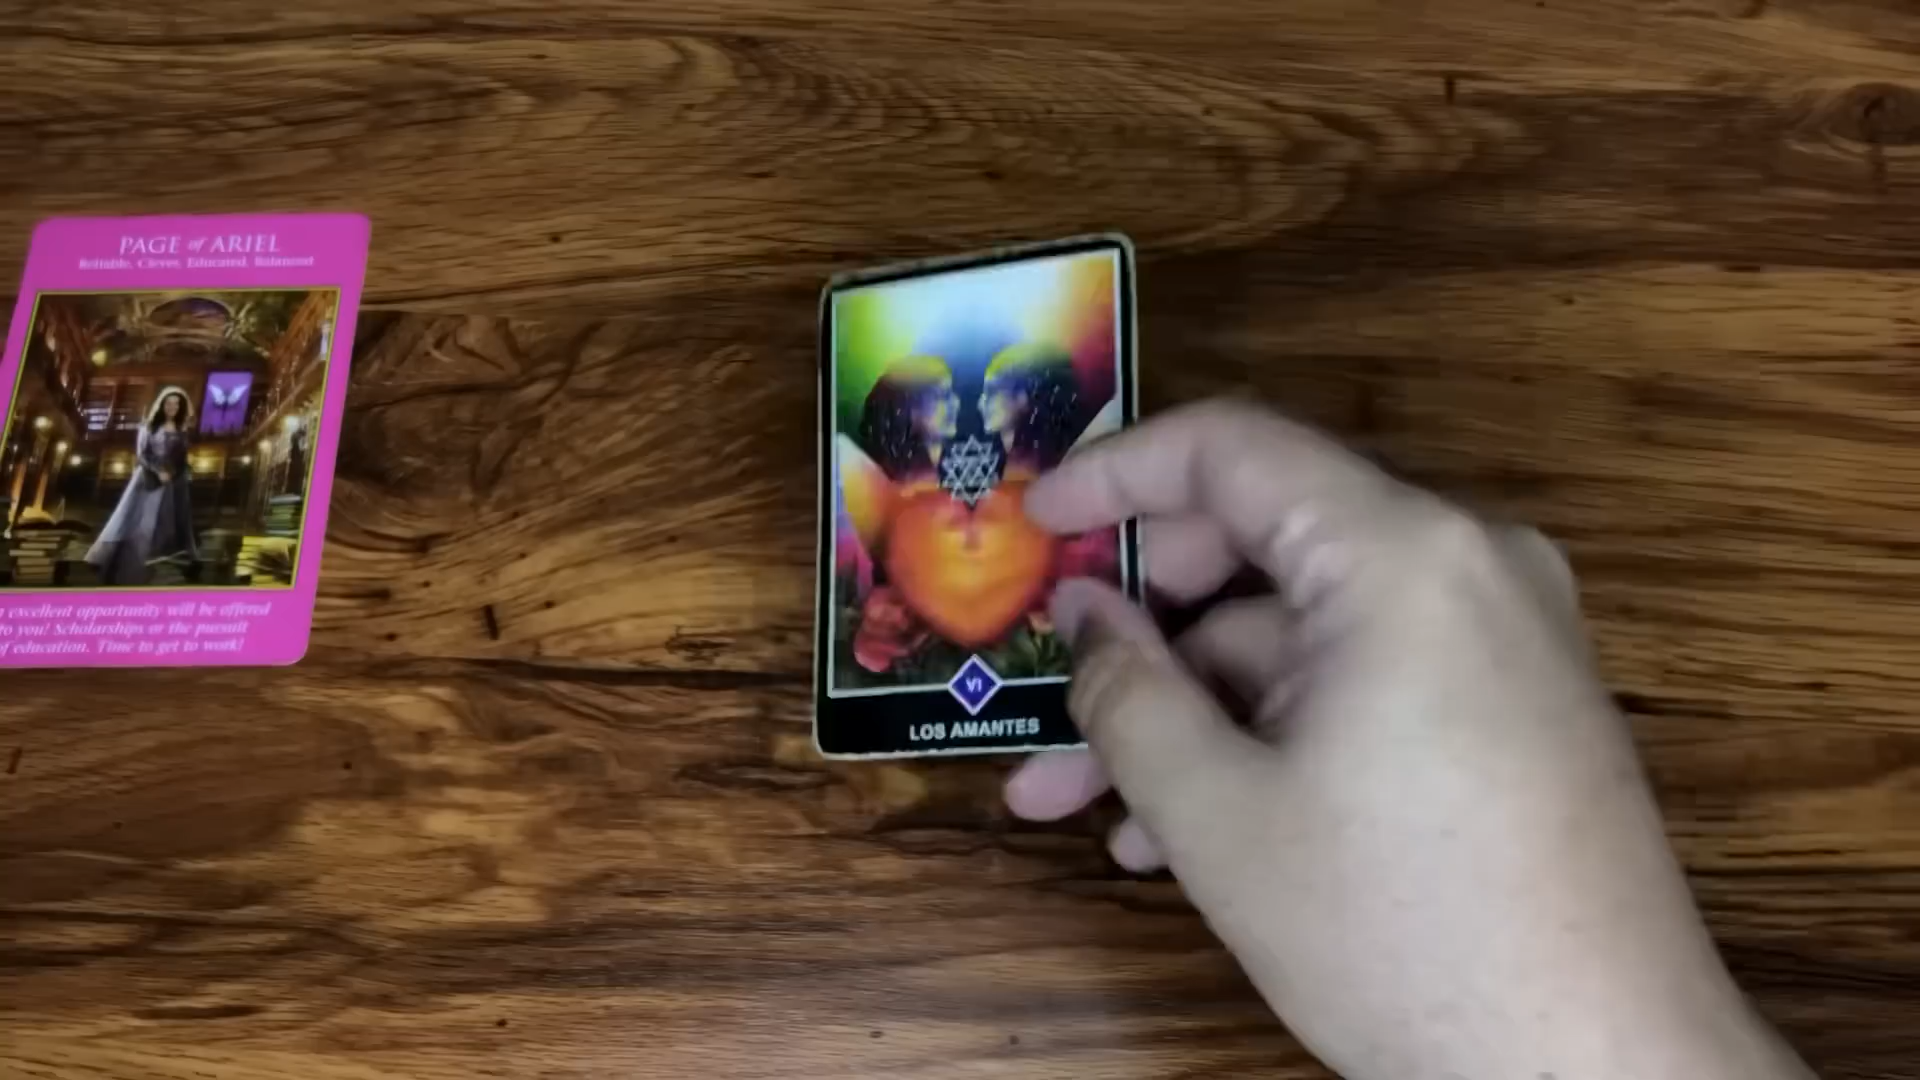 PAGE of ARIEL
Reliable, Clever, Educated, Balanced
excellent opportunity will be offered
to you! Scholarships or the pursuit
of education. Time to get to work!
VI
LOS AMANTES